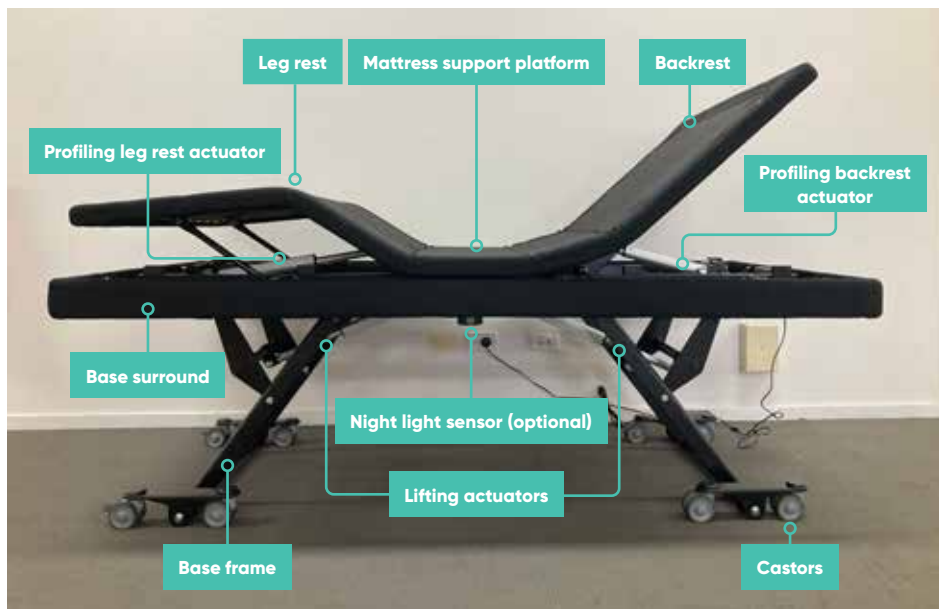 Leg rest
Mattress support platform
Backrest
Profiling leg rest actuator
Profiling backrest
actuator
Base surround
Night light sensor (optional)
Lifting actuators
Base frame
Castors